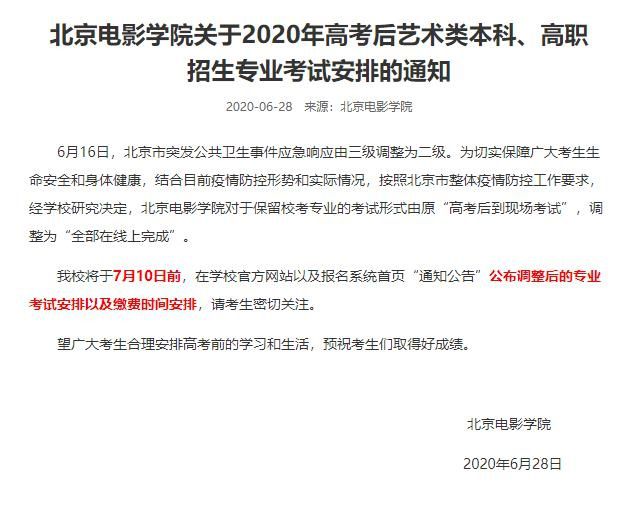 北京电影学院关于2020年高考后艺术类本科、高职
招生专业考试安排的通知
2020-06-28 来源：北京电影学院
6月16日，北京市突发公共卫生事件应急响应由三级调整为二级。为切实保障广大考生生
命安全和身体健康，结合目前疫情防控形势和实际情况，按照北京市整体疫情防控工作要求，
经学校研究决定，北京电影学院对于保留校考专业的考试形式由原“高考后到现场考试”，调
整为“全部在线上完成”。
我校将于7月10日前，在学校官方网站以及报名系统首页“通知公告”公布调整后的专业
考试安排以及缴费时间安排，请考生密切关注。
望广大考生合理安排高考前的学习和生活，预祝考生们取得好成绩。
北京电影学院
2020年6月28日